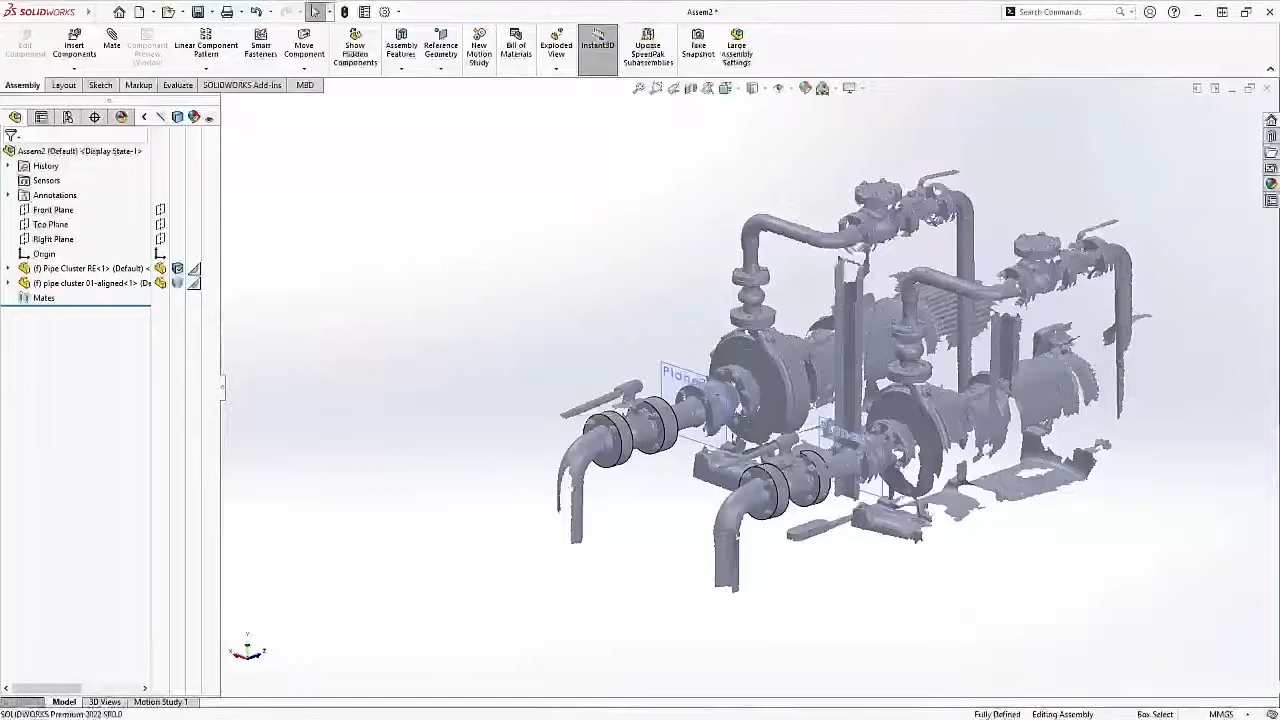 SOLIDWORKS
Assem2 *
Search Commands
Edit Component
Insert Components
Mate
Component Preview Window
Linear Component Pattern
Smart Fasteners
Move Component
Show Hidden Components
Assembly Features
Reference Geometry
New Motion Study
Bill of Materials
Exploded View
Instant3D
Update SpeedPak Subassemblies
Take Snapshot
Large Assembly Settings
Assembly
Layout
Sketch
Markup
Evaluate
SOLIDWORKS Add-Ins
MBD
Assem2 (Default) <Display State-1>
History
Sensors
Annotations
Front Plane
Top Plane
Right Plane
Origin
(f) Pipe Cluster RE<1> (Default) <
(f) pipe cluster 01-aligned<1> (De
Mates
Model
3D Views
Motion Study 1
SOLIDWORKS Premium 2022 SP0.0
Fully Defined
Editing Assembly
Box Select
MMGS